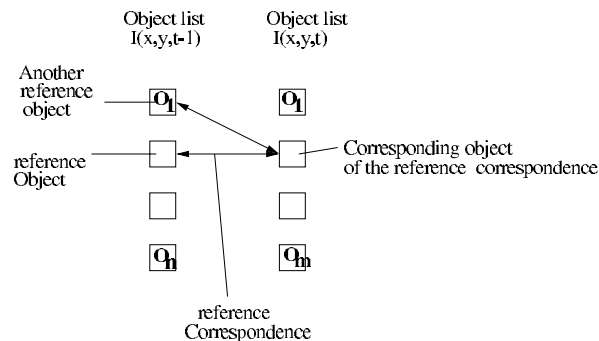 Object list
I(x,y,t-1)
Object list
I(x,y,t)
Another
reference
object
O1
O1
reference
Object
Corresponding object
of the reference correspondence
On
Om
reference
Correspondence